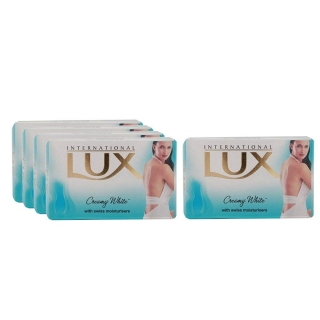 INTERNATIONAL
LUX
Creamy White
with swiss moisturisers
INTERNATIONAL
LUX
Creamy White
with swiss moisturisers